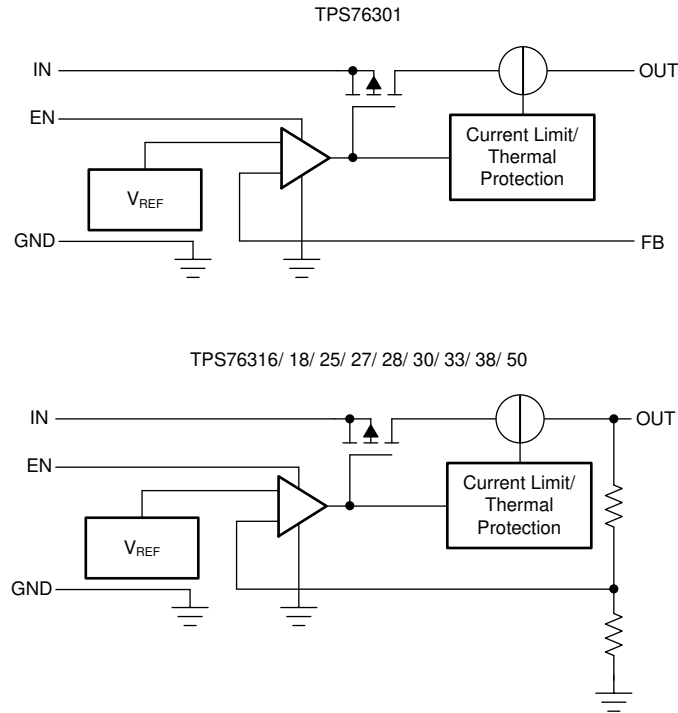 TPS76301
IN
OUT
EN
Current Limit/
Thermal
Protection
VREF
GND
FB
TPS76316/ 18/ 25/ 27/ 28/ 30/ 33/ 38/ 50
IN
OUT
EN
Current Limit/
Thermal
Protection
VREF
GND